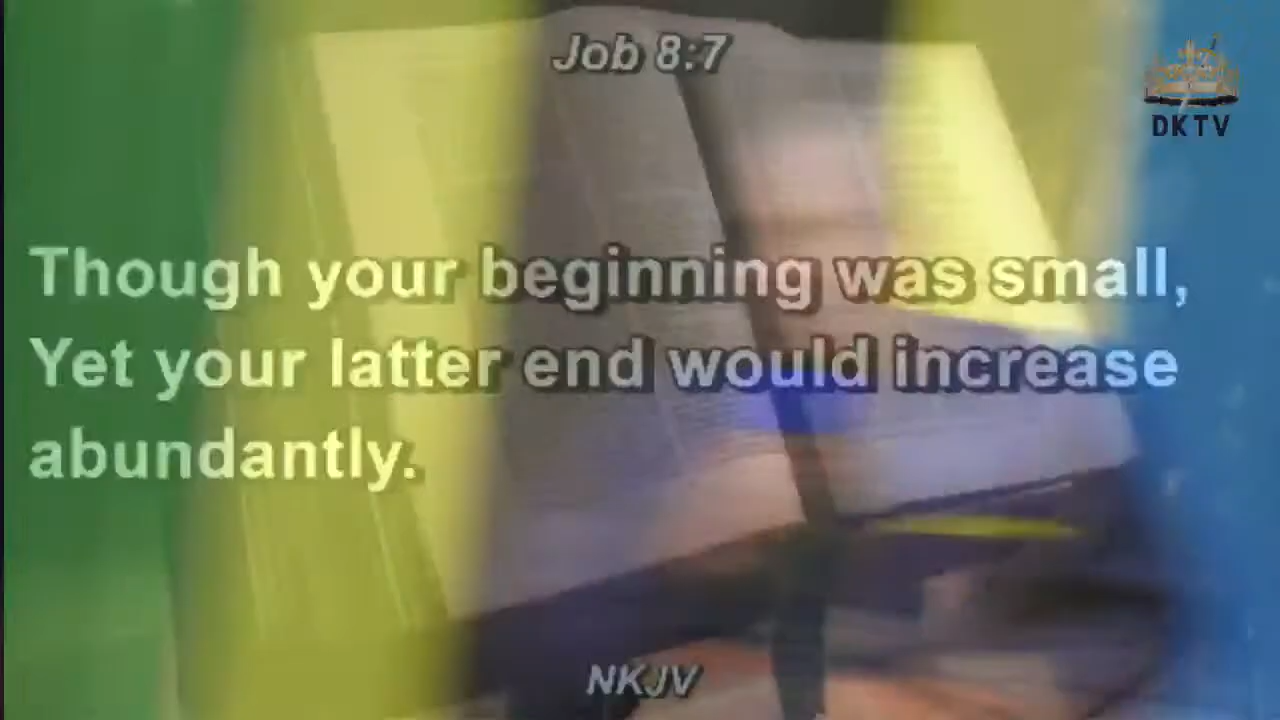 Job 8:7
DKTV
Though your beginning was small,
Yet your latter end would increase
abundantly.
NKJV